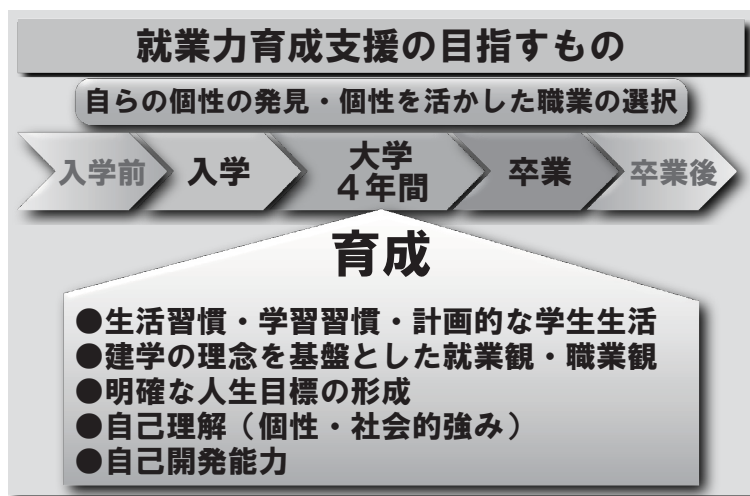 就業力育成支援の目指すもの
自らの個性の発見・個性を活かした職業の選択
入学前
入学
大学
４年間
卒業
卒業後
育成
●生活習慣・学習習慣・計画的な学生生活
●建学の理念を基盤とした就業観・職業観
●明確な人生目標の形成
●自己理解（個性・社会的強み）
●自己開発能力